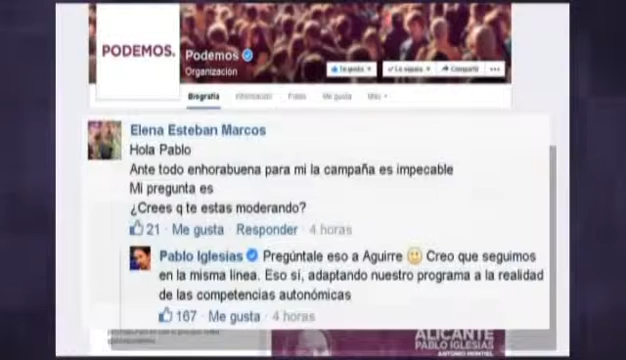 PODEMOS.
Podemos
Organización
Te gusta
Compartir
Biografía Información Fotos Me gusta Más
Elena Esteban Marcos
Hola Pablo
Ante todo enhorabuena para mi la campaña es impecable
Mi pregunta es
¿Crees q te estas moderando?
21 · Me gusta · Responder · 4 horas
Pablo Iglesias Pregúntale eso a Aguirre 🙂 Creo que seguimos
en la misma línea. Eso sí, adaptando nuestro programa a la realidad
de las competencias autonómicas
167 · Me gusta · 4 horas
ALICANTE
PABLO IGLESIAS
ANTONIO MONTIEL